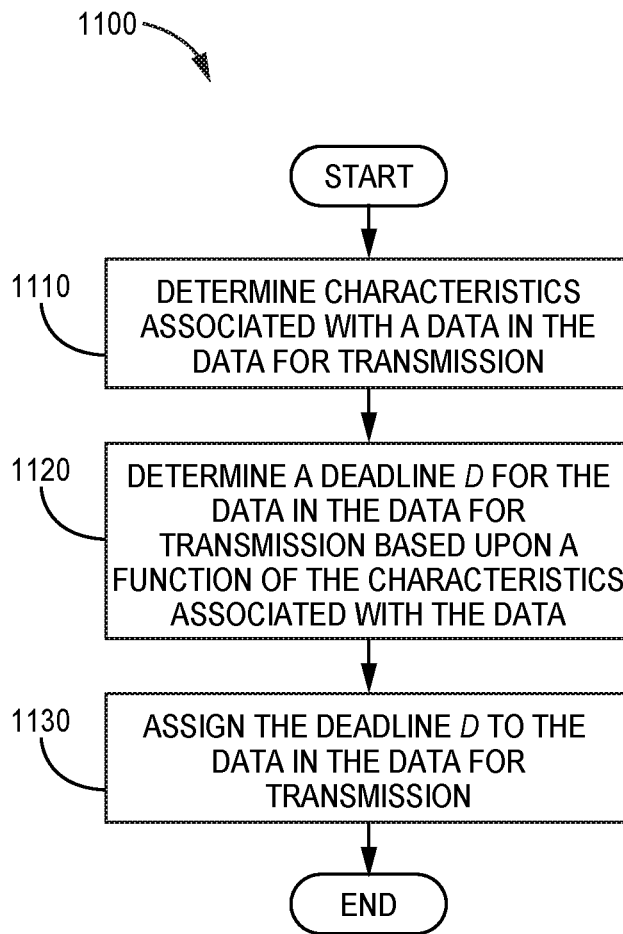 1100
START
1110
DETERMINE CHARACTERISTICS
ASSOCIATED WITH A DATA IN THE
DATA FOR TRANSMISSION
1120
DETERMINE A DEADLINE D FOR THE
DATA IN THE DATA FOR
TRANSMISSION BASED UPON A
FUNCTION OF THE CHARACTERISTICS
ASSOCIATED WITH THE DATA
1130
ASSIGN THE DEADLINE D TO THE
DATA IN THE DATA FOR
TRANSMISSION
END